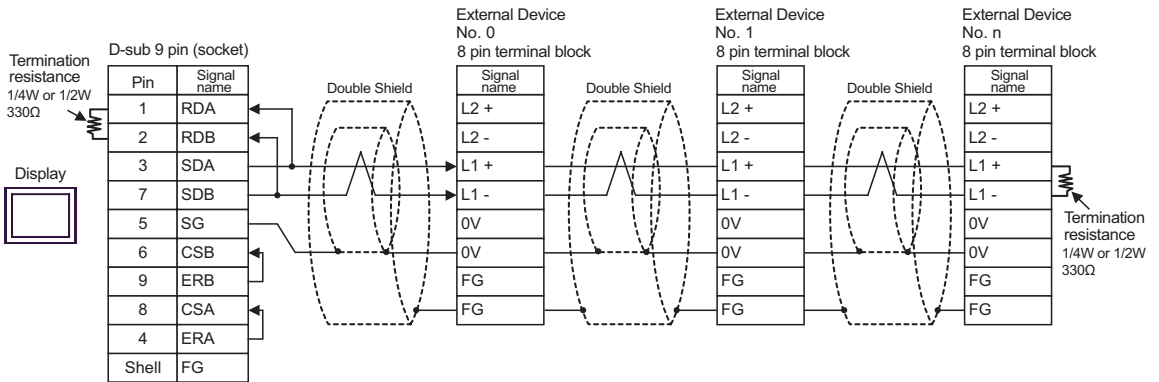 Display
Termination
resistance
1/4W or 1/2W
330Ω
D-sub 9 pin (socket)
Pin Signal name
1 RDA
2 RDB
3 SDA
7 SDB
5 SG
6 CSB
9 ERB
8 CSA
4 ERA
Shell FG
Double Shield
External Device
No. 0
8 pin terminal block
Signal
name
L2 +
L2 -
L1 +
L1 -
0V
0V
FG
FG
Double Shield
External Device
No. 1
8 pin terminal block
Signal
name
L2 +
L2 -
L1 +
L1 -
0V
0V
FG
FG
Double Shield
External Device
No. n
8 pin terminal block
Signal
name
L2 +
L2 -
L1 +
L1 -
0V
0V
FG
FG
Termination
resistance
1/4W or 1/2W
330Ω